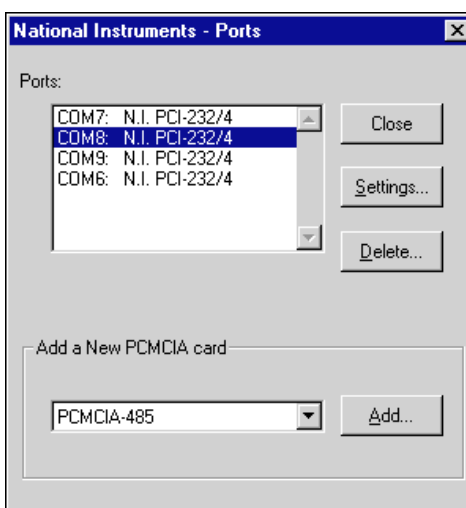 National Instruments - Ports
Ports:
COM7: N.I. PCI-232/4
COM8: N.I. PCI-232/4
COM9: N.I. PCI-232/4
COM6: N.I. PCI-232/4
Close
Settings...
Delete...
Add a New PCMCIA card
PCMCIA-485
Add...